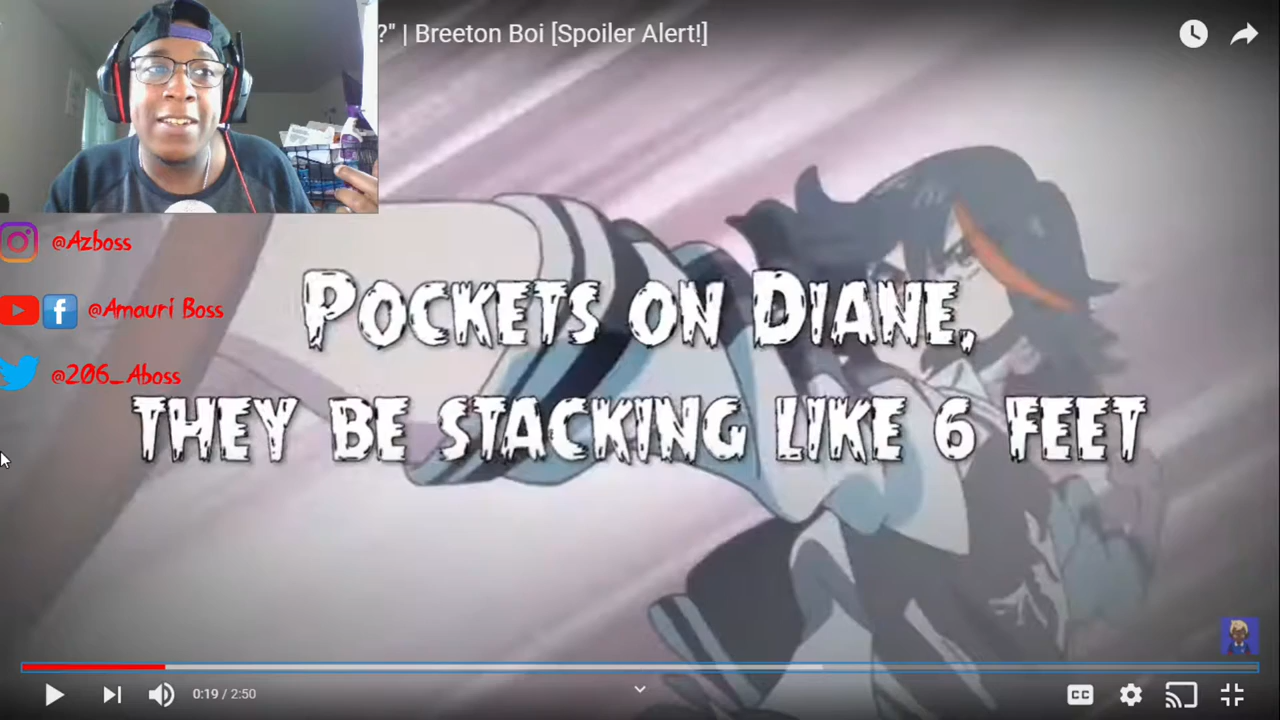 ?" | Breeton Boi [Spoiler Alert!]
@Azboss
@Amauri Boss
@206_Aboss
POCKETS ON DIANE,
THEY BE STACKING LIKE 6 FEET
0:19 / 2:50
CC